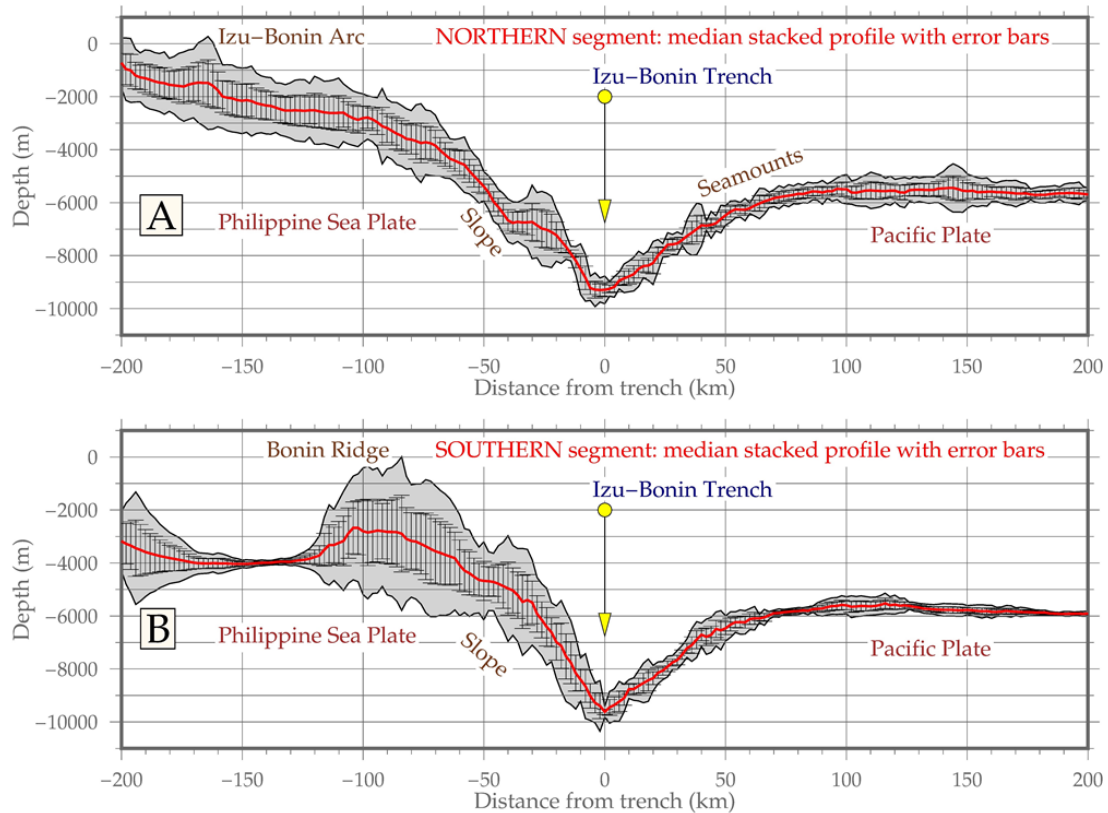 Izu−Bonin Arc
NORTHERN segment: median stacked profile with error bars
Izu−Bonin Trench
Seamounts
Slope
A
Philippine Sea Plate
Pacific Plate
Depth (m)
0
−2000
−4000
−6000
−8000
−10000
−200 −150 −100 −50 0 50 100 150 200
Distance from trench (km)
Bonin Ridge
SOUTHERN segment: median stacked profile with error bars
Izu−Bonin Trench
Slope
B
Philippine Sea Plate
Pacific Plate
Depth (m)
0
−2000
−4000
−6000
−8000
−10000
−200 −150 −100 −50 0 50 100 150 200
Distance from trench (km)